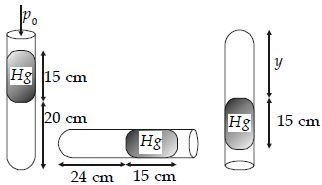 p₀
Hg 15 cm
20 cm
Hg
24 cm 15 cm
y
Hg 15 cm